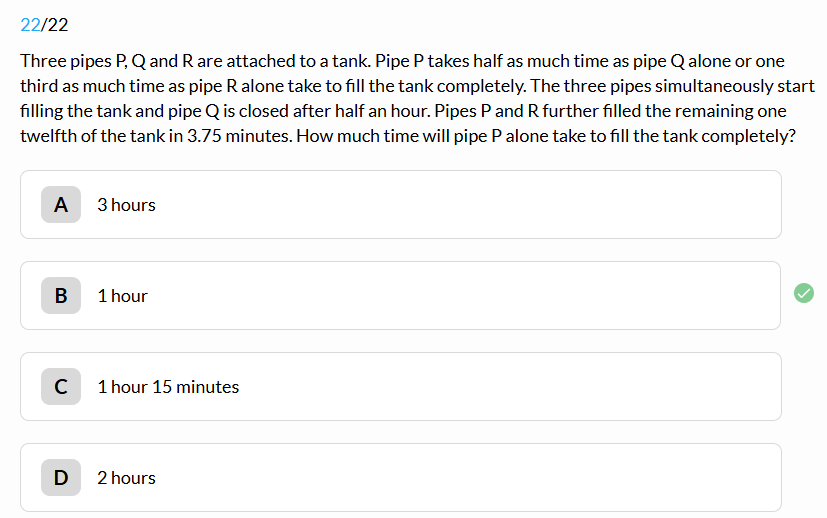 22/22
Three pipes P, Q and R are attached to a tank. Pipe P takes half as much time as pipe Q alone or one
third as much time as pipe R alone take to fill the tank completely. The three pipes simultaneously start
filling the tank and pipe Q is closed after half an hour. Pipes P and R further filled the remaining one
twelfth of the tank in 3.75 minutes. How much time will pipe P alone take to fill the tank completely?
A 3 hours
B 1 hour
C 1 hour 15 minutes
D 2 hours